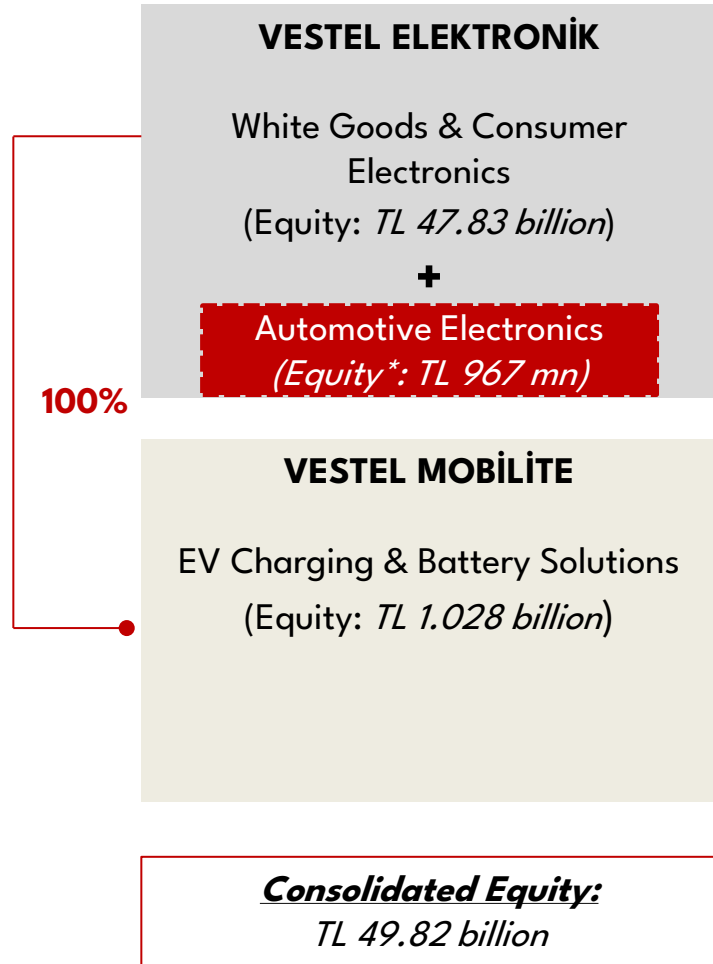 VESTEL ELEKTRONİK
White Goods & Consumer
Electronics
(Equity: TL 47.83 billion)
+
Automotive Electronics
(Equity*: TL 967 mn)
100%
VESTEL MOBİLİTE
EV Charging & Battery Solutions
(Equity: TL 1.028 billion)
Consolidated Equity:
TL 49.82 billion